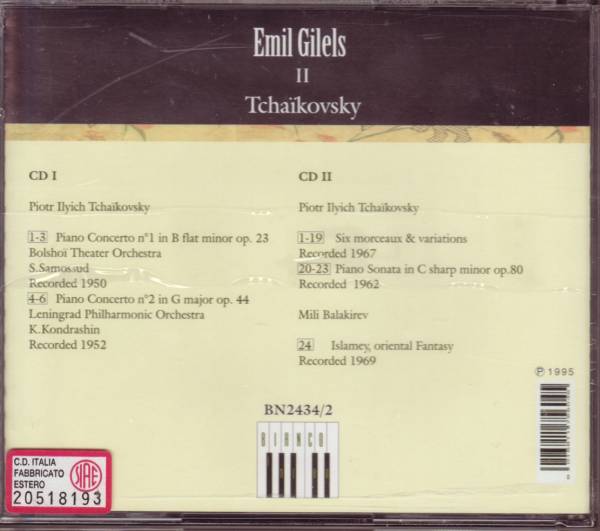 Emil Gilels
II
Tchaïkovsky
CD I
Piotr Ilyich Tchaïkovsky
1-3 Piano Concerto n°1 in B flat minor op. 23
Bolshoï Theater Orchestra
S.Samossud
Recorded 1950
4-6 Piano Concerto n°2 in G major op. 44
Leningrad Philharmonic Orchestra
K.Kondrashin
Recorded 1952
CD II
Piotr Ilyich Tchaïkovsky
1-19 Six morceaux & variations
Recorded 1967
20-23 Piano Sonata in C sharp minor op.80
Recorded 1962
Mili Balakirev
24 Islamey, oriental Fantasy
Recorded 1969
℗ 1995
BN2434/2
BIANCO
C.D. ITALIA
FABBRICATO
ESTERO
SIAE
20518193